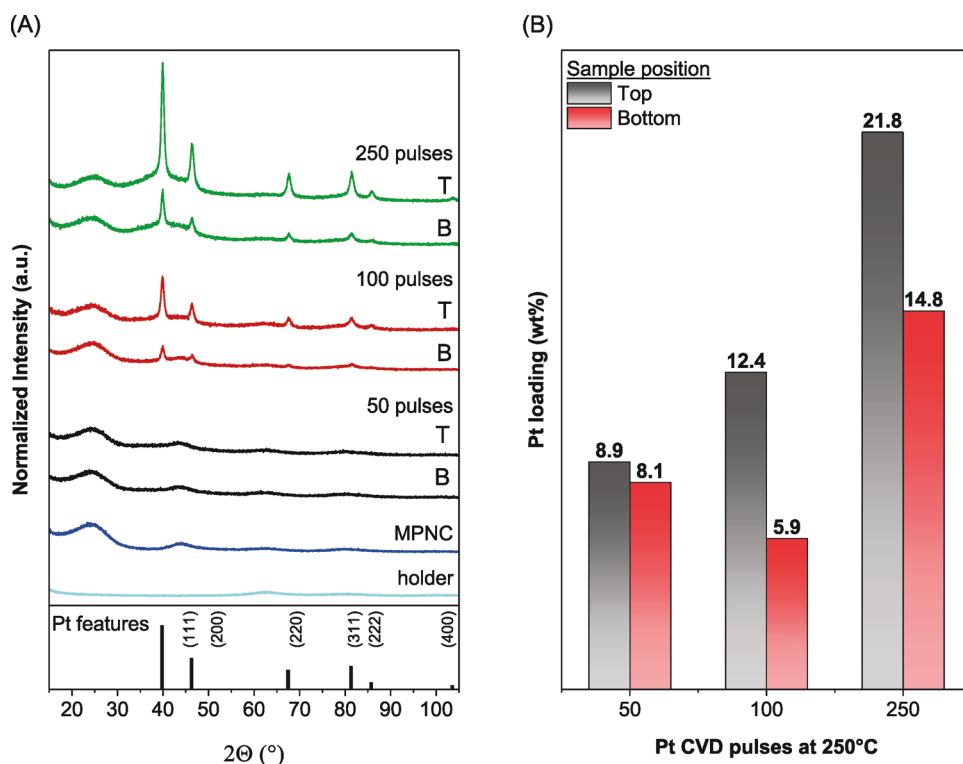 (A)
250 pulses
T
B
100 pulses
T
B
50 pulses
T
B
MPNC
holder
Normalized Intensity (a.u.)
Pt features
(111)
(200)
(220)
(311)
(222)
(400)
20 30 40 50 60 70 80 90 100
2Θ (°)
(B)
Sample position
Top
Bottom
8.9
8.1
12.4
5.9
21.8
14.8
Pt loading (wt%)
50 100 250
Pt CVD pulses at 250°C